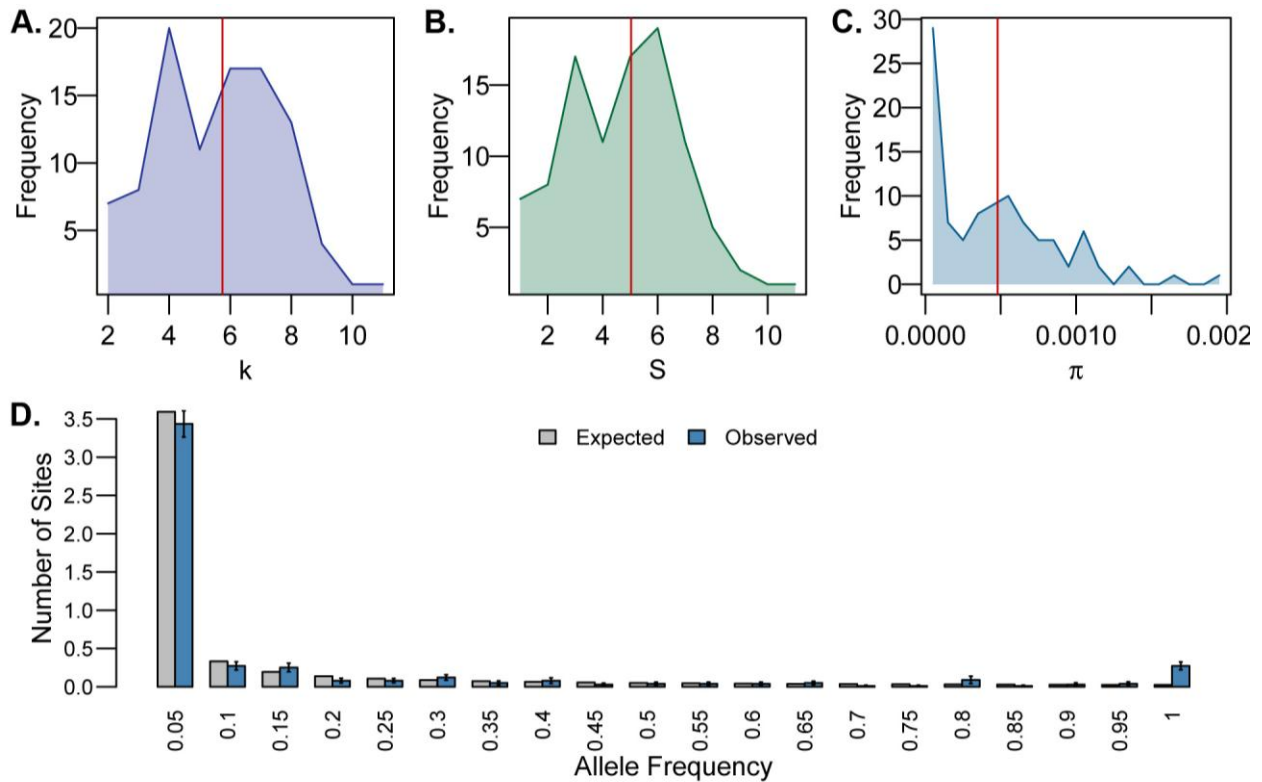 A.
Frequency
20
15
10
5
2 4 6 8 10
k
B.
Frequency
15
10
5
2 4 6 8 10
S
C.
Frequency
30
25
20
15
10
5
0
0.0000 0.0010 0.002
π
D.
Number of Sites
3.5
3.0
2.5
2.0
1.5
1.0
0.5
0.0
Expected Observed
0.05 0.1 0.15 0.2 0.25 0.3 0.35 0.4 0.45 0.5 0.55 0.6 0.65 0.7 0.75 0.8 0.85 0.9 0.95 1
Allele Frequency